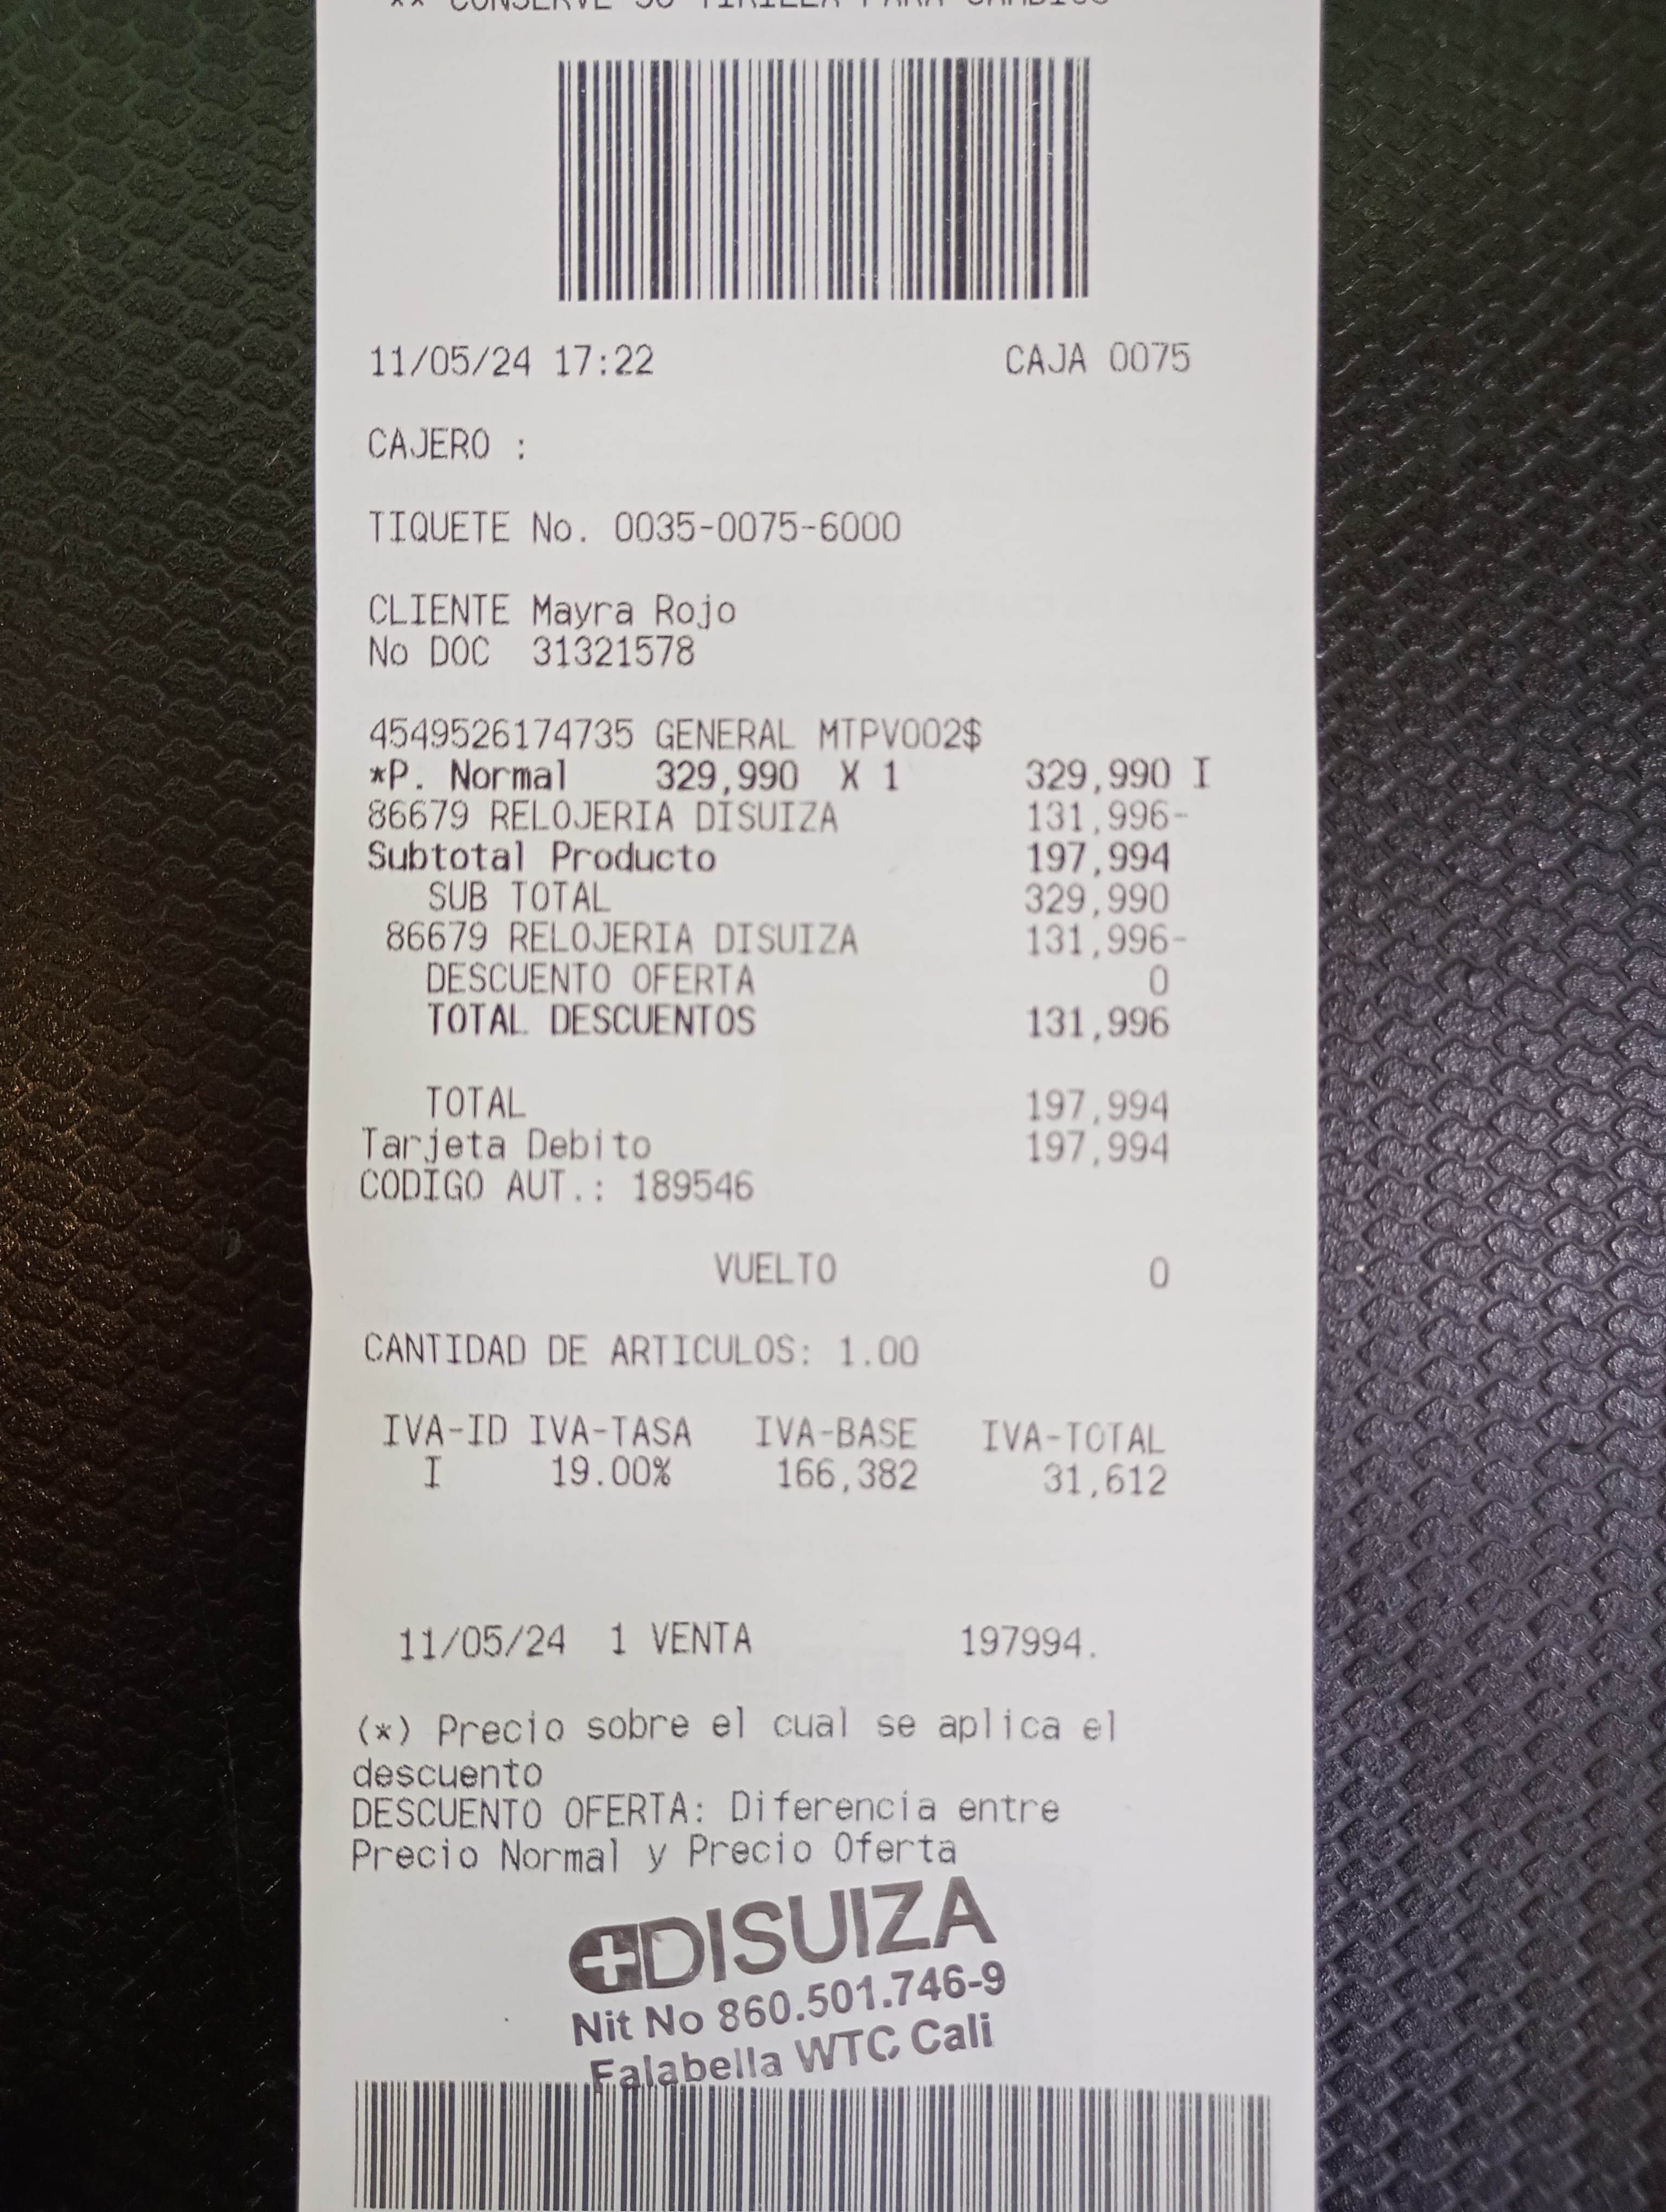 ** CONSERVE SU TIRILLA PARA CAMBIOS
11/05/24 17:22 CAJA 0075
CAJERO :
TIQUETE No. 0035-0075-6000
CLIENTE Mayra Rojo
No DOC 31321578
4549526174735 GENERAL MTPV002$
*P. Normal 329,990 X 1 329,990 I
86679 RELOJERIA DISUIZA 131,996-
Subtotal Producto 197,994
SUB TOTAL 329,990
86679 RELOJERIA DISUIZA 131,996-
DESCUENTO OFERTA 0
TOTAL DESCUENTOS 131,996
TOTAL 197,994
Tarjeta Debito 197,994
CODIGO AUT.: 189546
VUELTO 0
CANTIDAD DE ARTICULOS: 1.00
IVA-ID IVA-TASA IVA-BASE IVA-TOTAL
I 19.00% 166,382 31,612
11/05/24 1 VENTA 197994.
(*) Precio sobre el cual se aplica el
descuento
DESCUENTO OFERTA: Diferencia entre
Precio Normal y Precio Oferta
DISUIZA
Nit No 860.501.746-9
Falabella WTC Cali